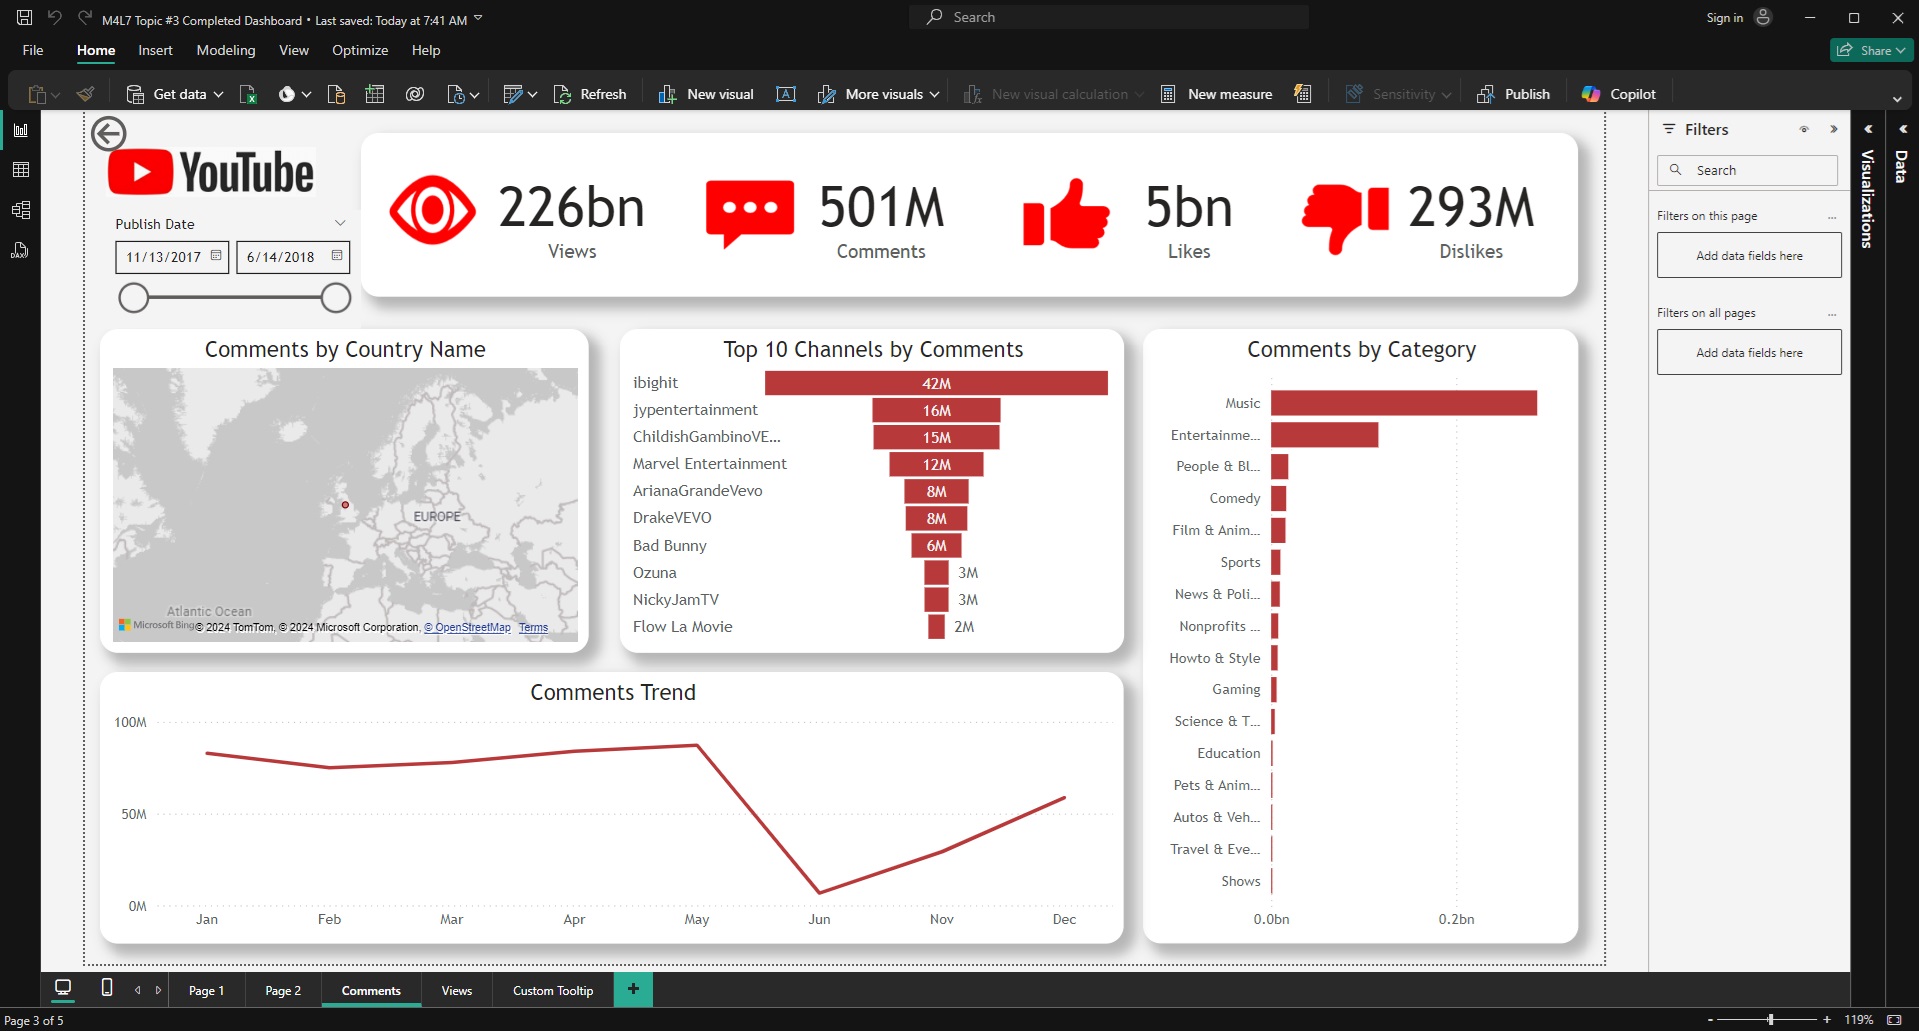 M4L7 Topic #3 Completed Dashboard • Last saved: Today at 7:41 AM
Search
Sign in
File
Home
Insert
Modeling
View
Optimize
Help
Share
Get data
Refresh
New visual
More visuals
New visual calculation
New measure
Sensitivity
Publish
Copilot
YouTube
Publish Date
11/13/2017
6/14/2018
226bn
Views
501M
Comments
5bn
Likes
293M
Dislikes
Comments by Country Name
EUROPE
Atlantic Ocean
Microsoft Bing
© 2024 TomTom, © 2024 Microsoft Corporation, © OpenStreetMap Terms
Top 10 Channels by Comments
ibighit 42M
jypentertainment 16M
ChildishGambinoVE... 15M
Marvel Entertainment 12M
ArianaGrandeVevo 8M
DrakeVEVO 8M
Bad Bunny 6M
Ozuna 3M
NickyJamTV 3M
Flow La Movie 2M
Comments by Category
Music
Entertainme...
People & Bl...
Comedy
Film & Anim...
Sports
News & Poli...
Nonprofits ...
Howto & Style
Gaming
Science & T...
Education
Pets & Anim...
Autos & Veh...
Travel & Eve...
Shows
0.0bn 0.2bn
Comments Trend
100M
50M
0M
Jan Feb Mar Apr May Jun Nov Dec
Filters
Search
Filters on this page ...
Add data fields here
Filters on all pages ...
Add data fields here
Visualizations
Data
DAX
Page 1
Page 2
Comments
Views
Custom Tooltip
+
Page 3 of 5
- + 119%